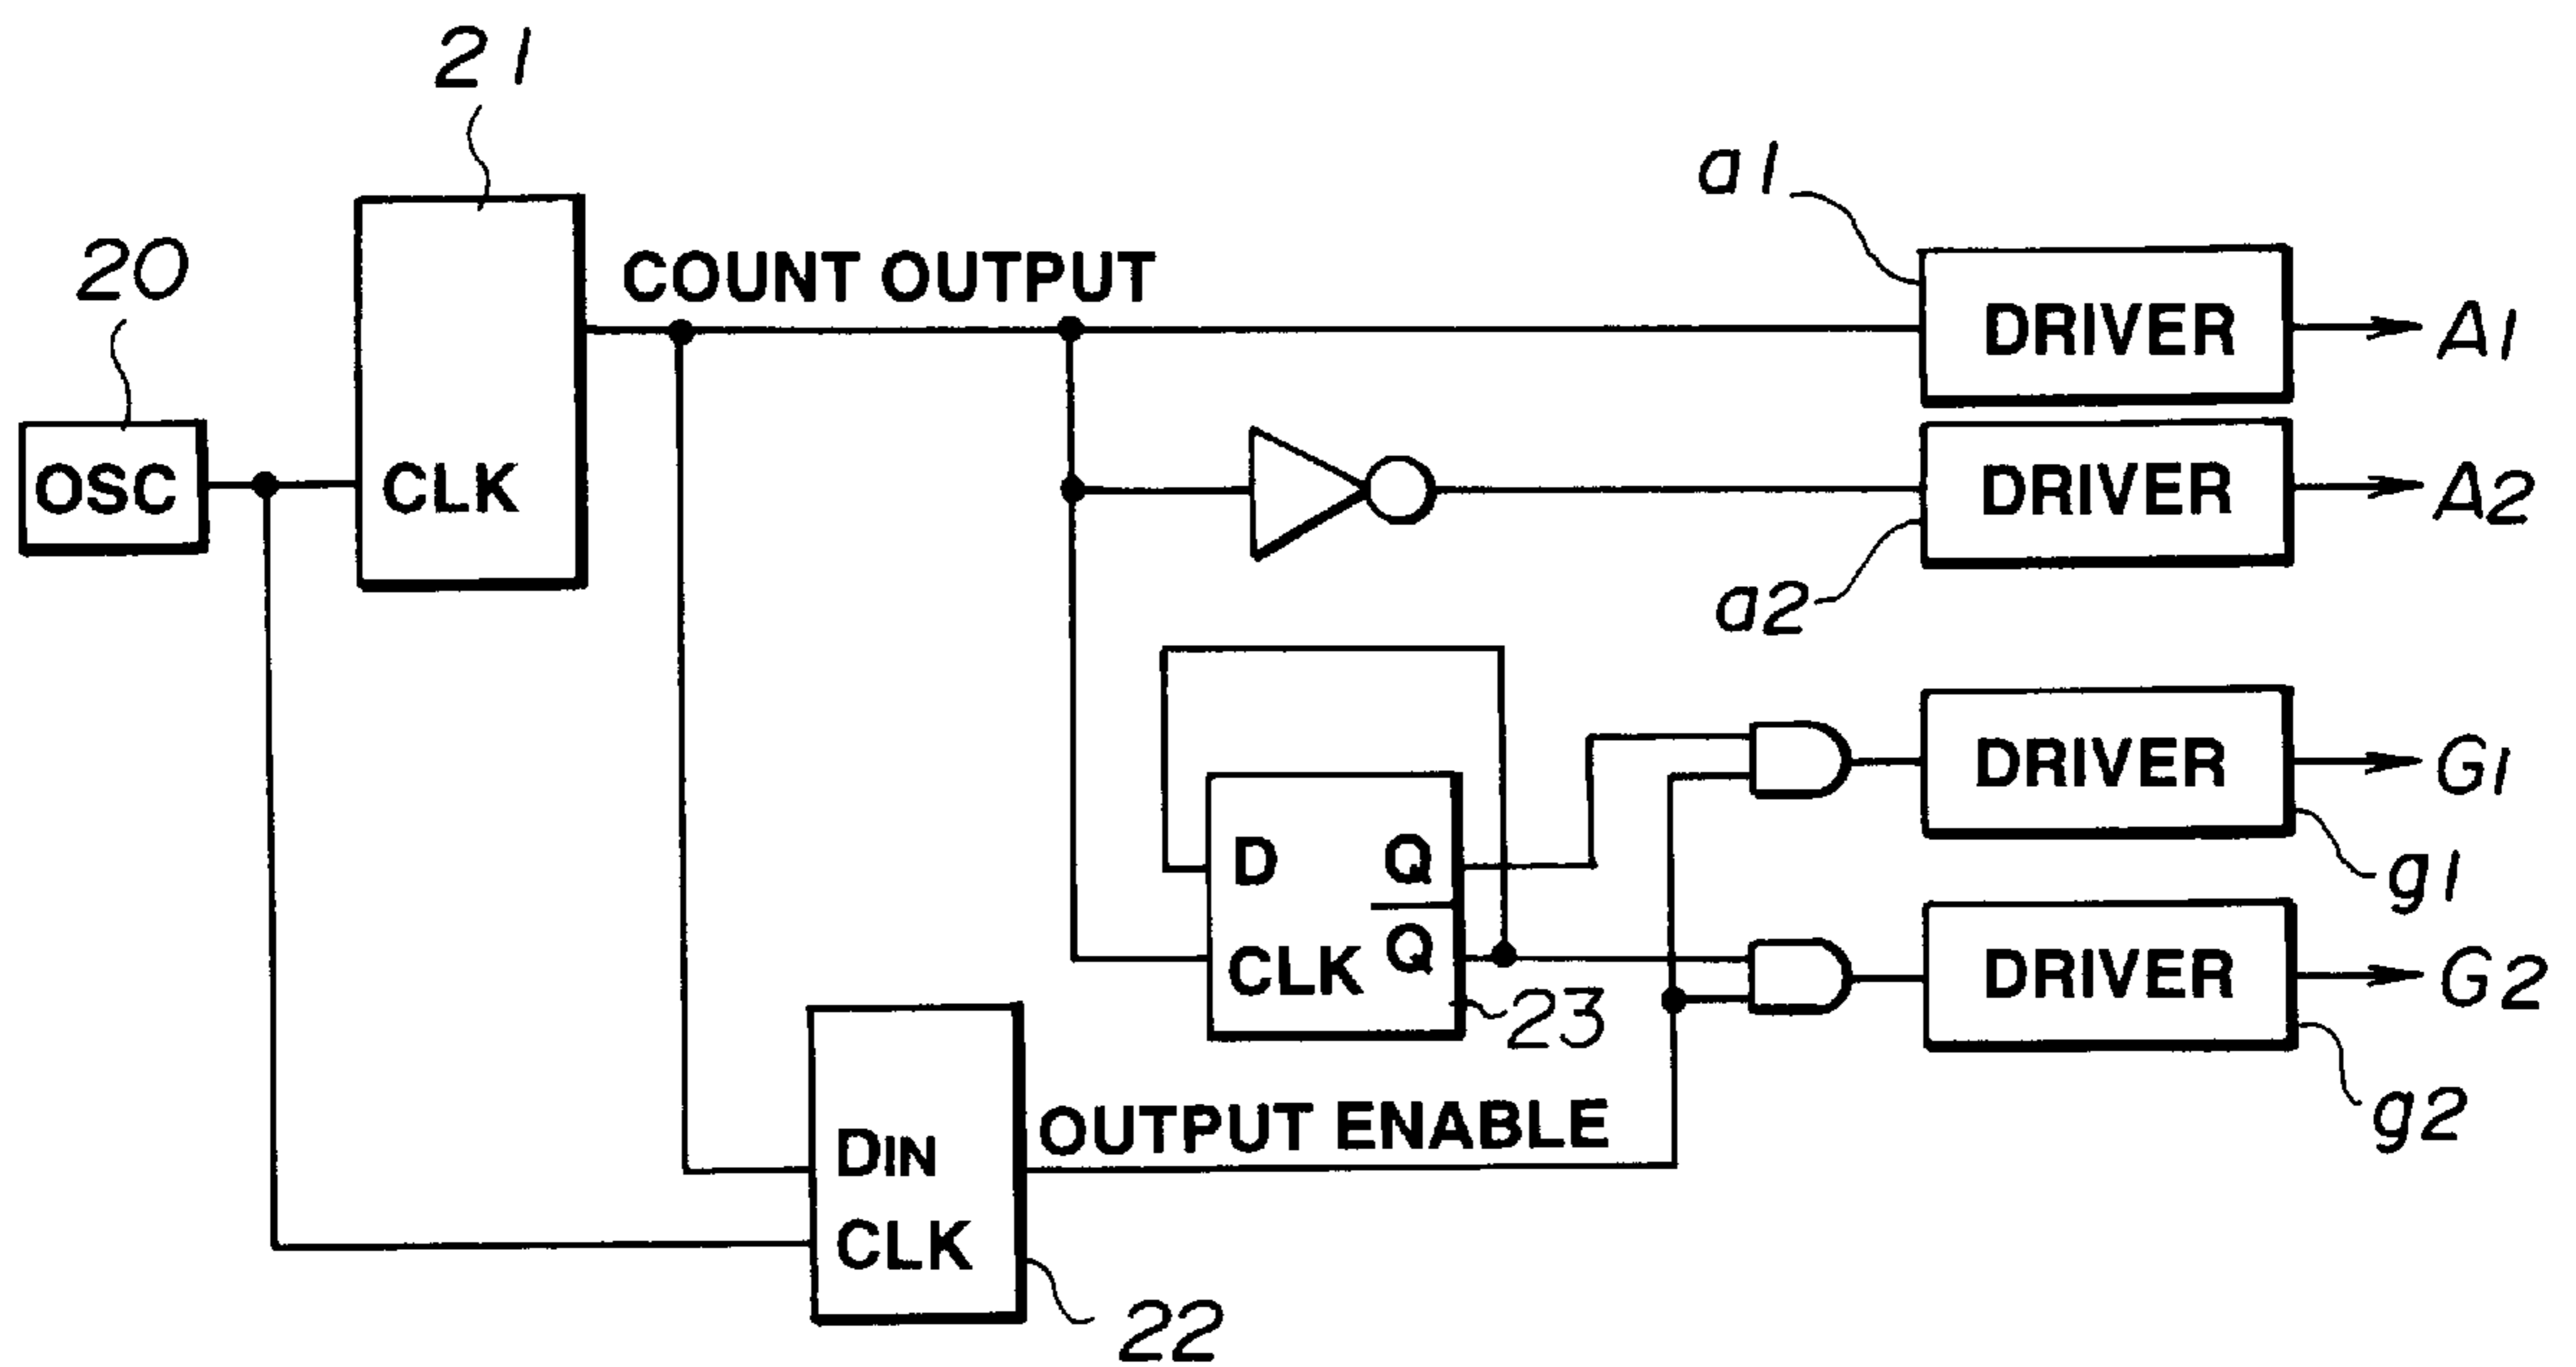 21
20
a1
COUNT OUTPUT
DRIVER
A1
OSC
CLK
DRIVER
A2
a2
DRIVER
G1
D
Q
g1
CLK
Q̅
DRIVER
G2
23
DIN
OUTPUT ENABLE
g2
CLK
22